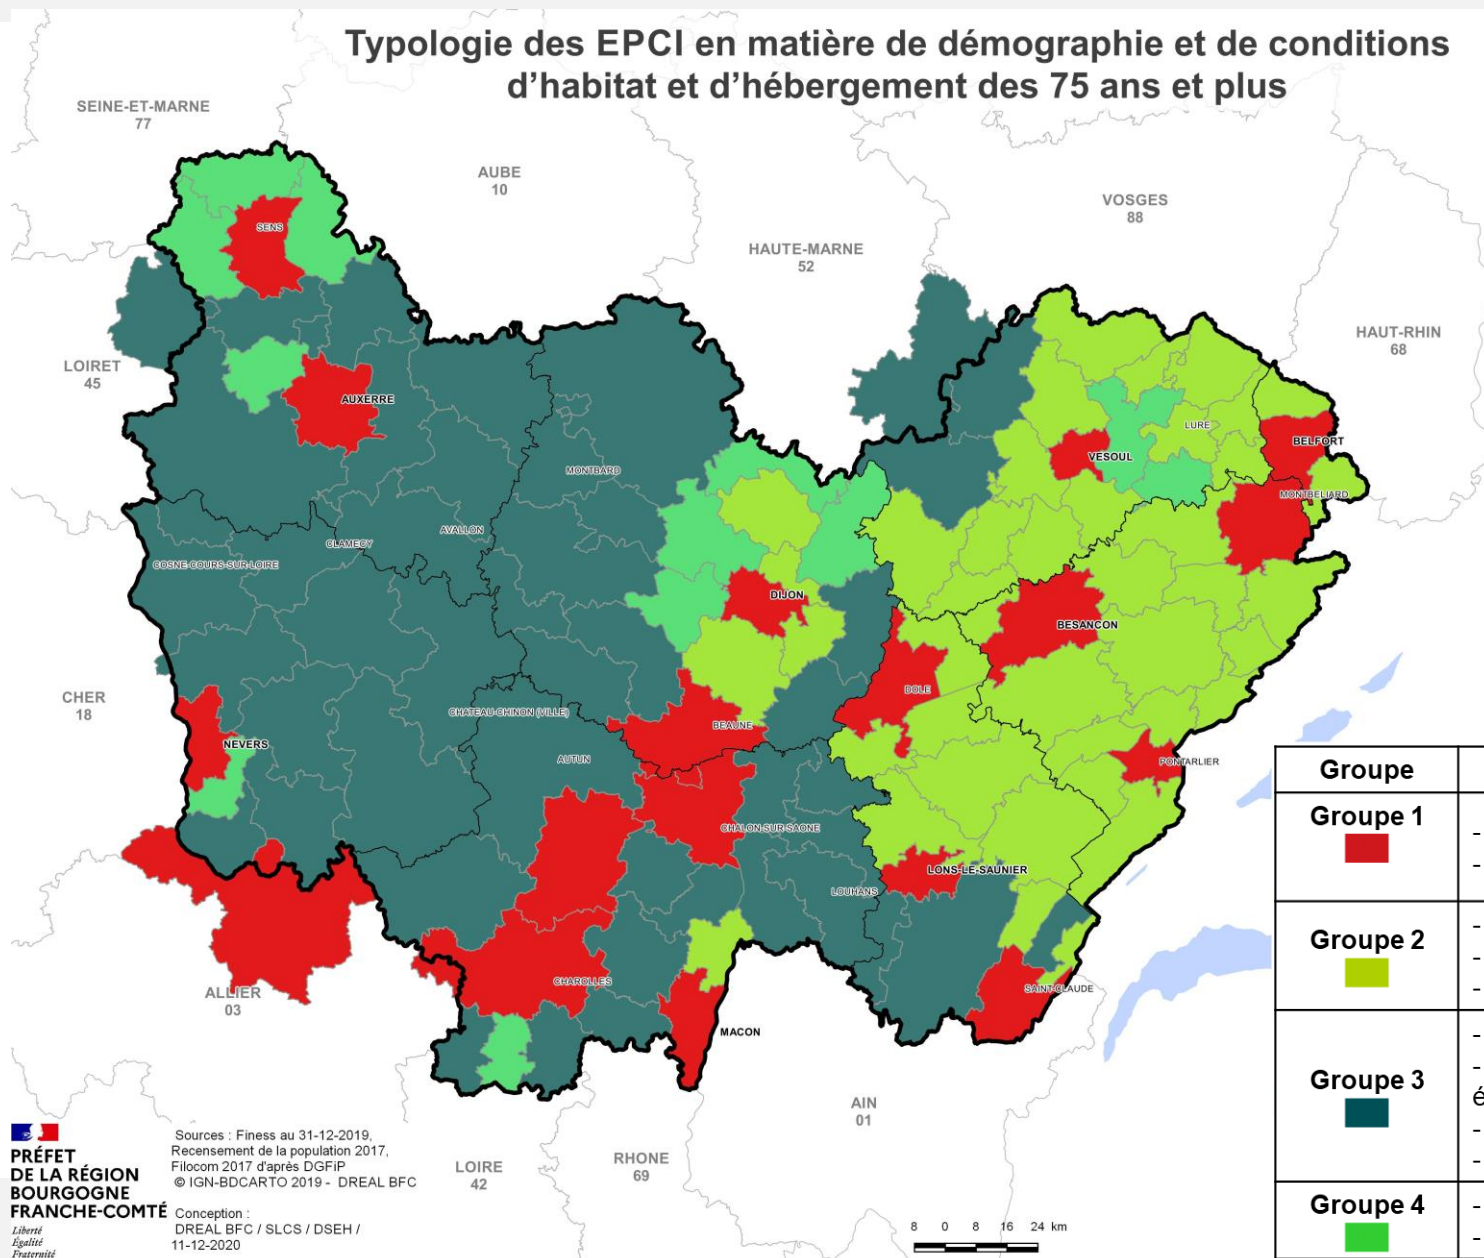 Typologie des EPCI en matière de démographie et de conditions
d’habitat et d’hébergement des 75 ans et plus
SEINE-ET-MARNE
77
AUBE
10
VOSGES
88
HAUTE-MARNE
52
HAUT-RHIN
68
LOIRET
45
SENS
AUXERRE
LURE
BELFORT
VESOUL
MONTBELIARD
MONTBARD
AVALLON
CLAMECY
COSNE-COURS-SUR-LOIRE
DIJON
BESANCON
CHER
18
DOLE
CHATEAU-CHINON (VILLE)
BEAUNE
NEVERS
AUTUN
PONTARLIER
CHALON-SUR-SAONE
LONS-LE-SAUNIER
LOUHANS
CHAROLLES
SAINT-CLAUDE
ALLIER
03
MACON
AIN
01
LOIRE
42
RHONE
69
Groupe
Groupe 1
-
-
Groupe 2
-
-
-
Groupe 3
-
-
é
-
-
Groupe 4
-
-
PRÉFET
DE LA RÉGION
BOURGOGNE
FRANCHE-COMTÉ
Liberté
Égalité
Fraternité
Sources : Finess au 31-12-2019,
Recensement de la population 2017,
Filocom 2017 d'après DGFiP
© IGN-BDCARTO 2019 - DREAL BFC
Conception :
DREAL BFC / SLCS / DSEH /
11-12-2020
8 0 8 16 24 km